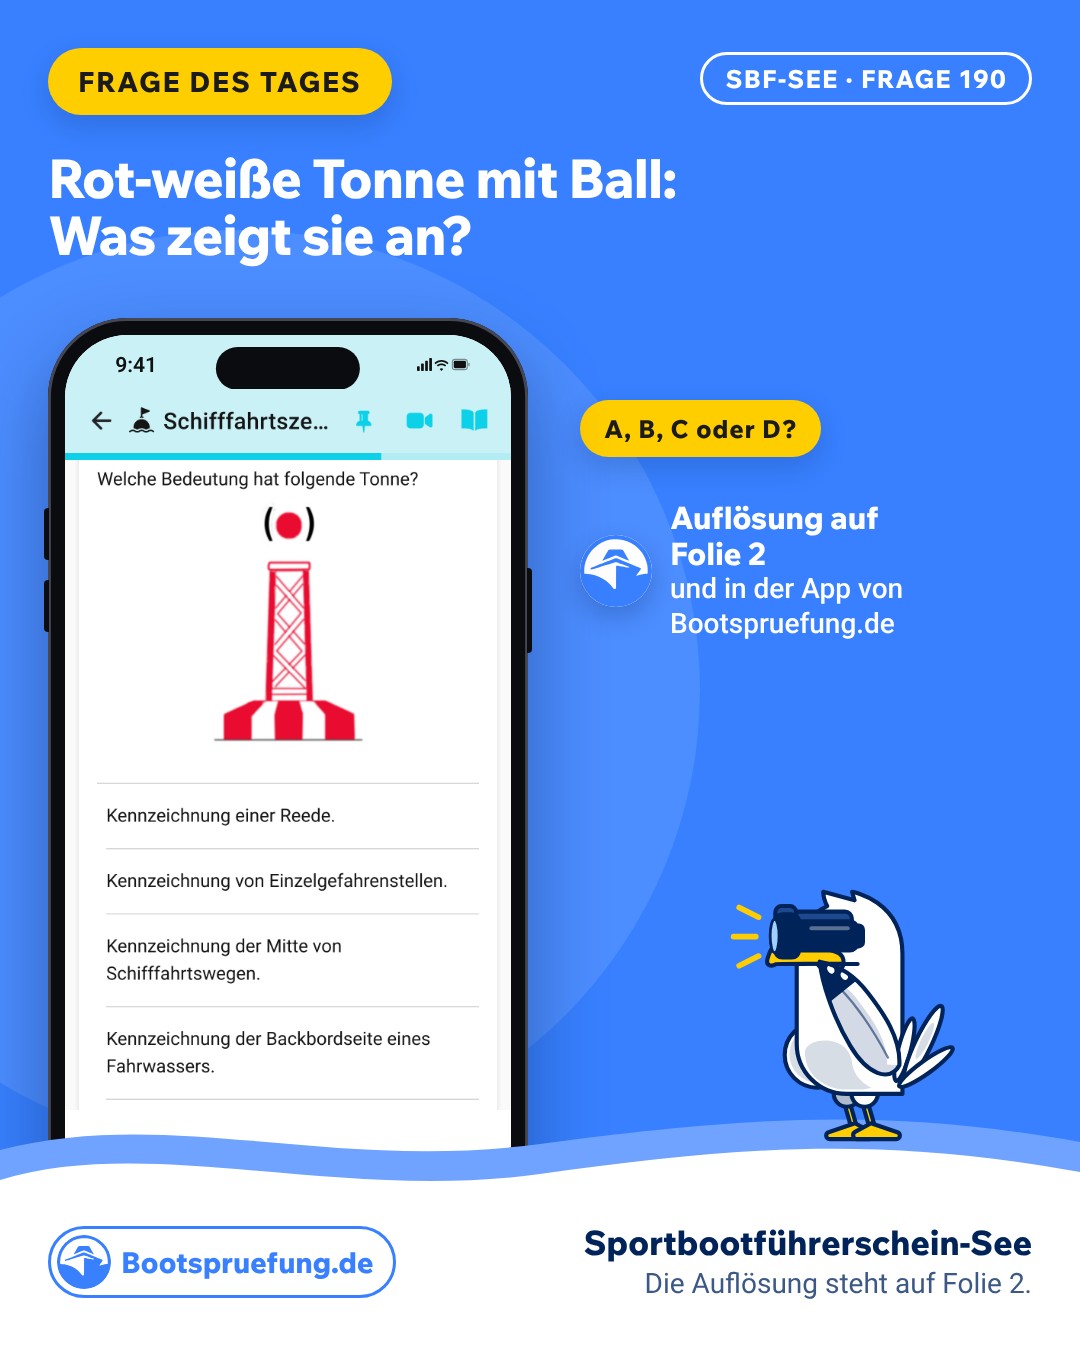 FRAGE DES TAGES
SBF-SEE · FRAGE 190
Rot-weiße Tonne mit Ball:
Was zeigt sie an?
9:41
Schifffahrtsze...
Welche Bedeutung hat folgende Tonne?
( )
Kennzeichnung einer Reede.
Kennzeichnung von Einzelgefahrenstellen.
Kennzeichnung der Mitte von
Schifffahrtswegen.
Kennzeichnung der Backbordseite eines
Fahrwassers.
A, B, C oder D?
Auflösung auf
Folie 2
und in der App von
Bootspruefung.de
Bootspruefung.de
Sportbootführerschein-See
Die Auflösung steht auf Folie 2.